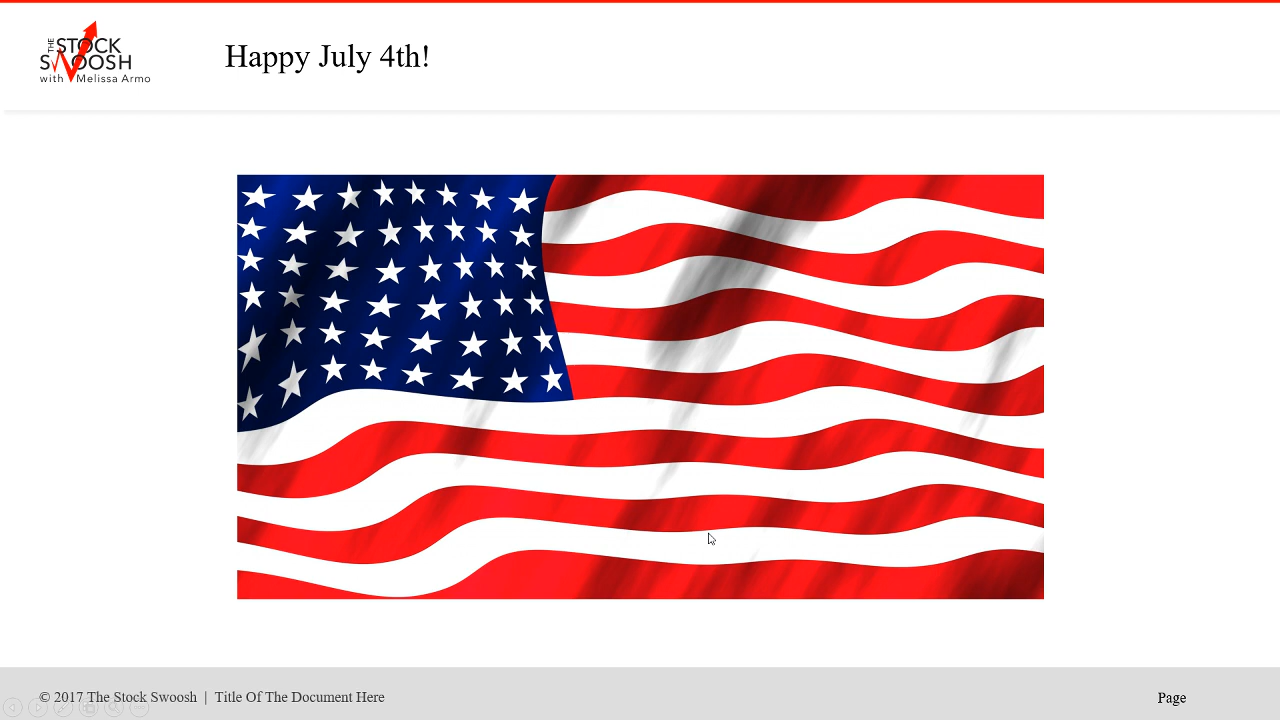 THE STOCK
SWOOSH
with Melissa Armo
Happy July 4th!
© 2017 The Stock Swoosh | Title Of The Document Here
Page